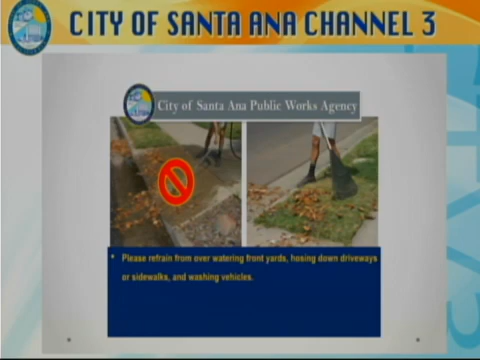 CITY OF SANTA ANA CHANNEL 3
City of Santa Ana Public Works Agency
* Please refrain from over watering front yards, hosing down driveways
or sidewalks, and washing vehicles.